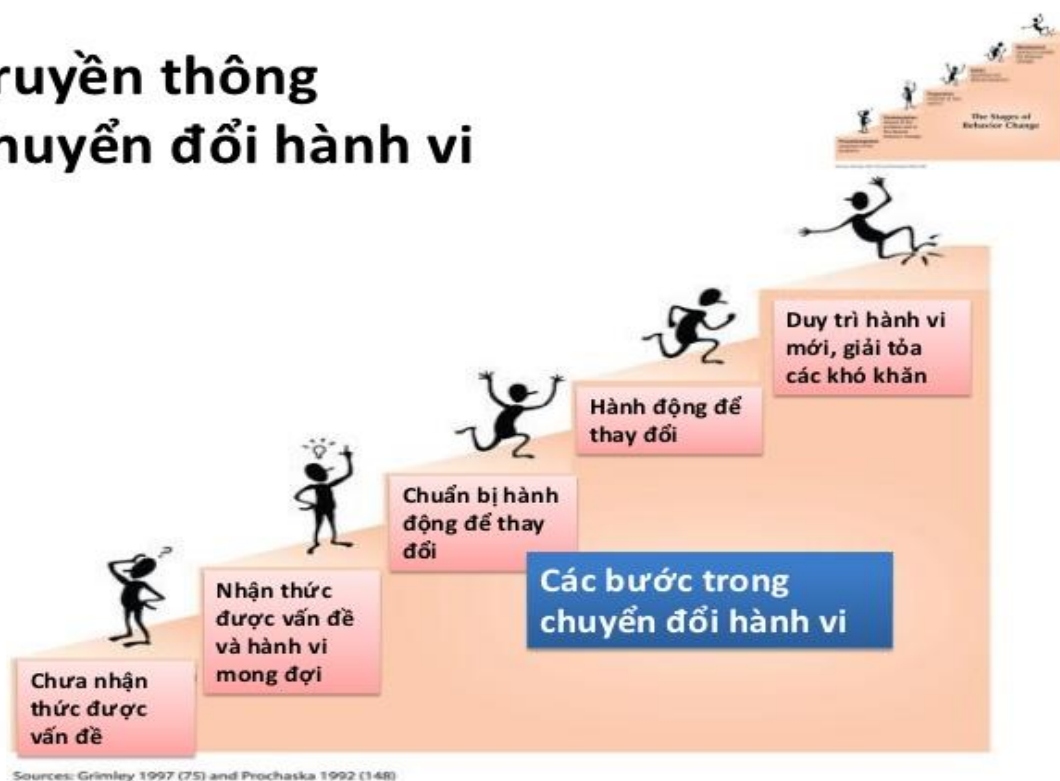 ruyền thông
huyển đổi hành vi
The Stages of
Behavior Change
Duy trì hành vi
mới, giải tỏa
các khó khăn
Hành động để
thay đổi
Chuẩn bị hành
động để thay
đổi
Các bước trong
chuyển đổi hành vi
Nhận thức
được vấn đề
và hành vi
mong đợi
Chưa nhận
thức được
vấn đề
Sources: Grimley 1997 (75) and Prochaska 1992 (148)